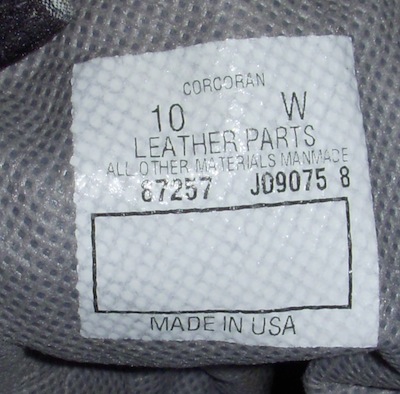 CORCORAN
10 W
LEATHER PARTS
ALL OTHER MATERIALS MANMADE
87257 J09075 8
MADE IN USA